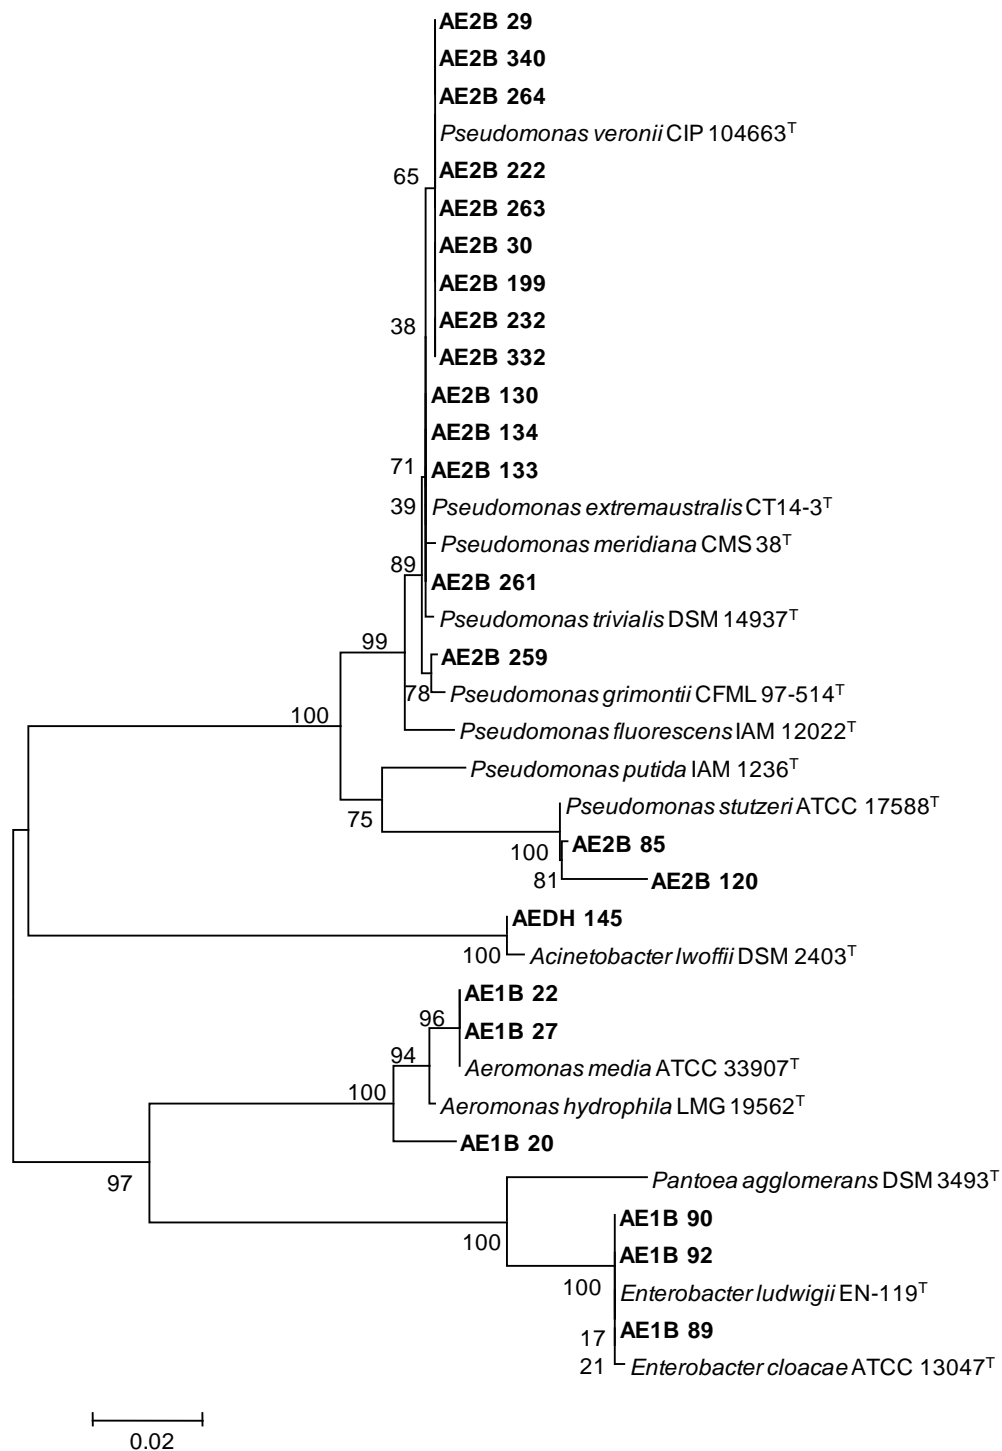 AE2B 29
AE2B 340
AE2B 264
Pseudomonas veronii CIP 104663T
AE2B 222
65
AE2B 263
AE2B 30
AE2B 199
AE2B 232
38
AE2B 332
AE2B 130
AE2B 134
71
AE2B 133
39
Pseudomonas extremaustralis CT14-3T
Pseudomonas meridiana CMS 38T
89
AE2B 261
Pseudomonas trivialis DSM 14937T
99
AE2B 259
78
Pseudomonas grimontii CFML 97-514T
100
Pseudomonas fluorescens IAM 12022T
Pseudomonas putida IAM 1236T
75
Pseudomonas stutzeri ATCC 17588T
100
AE2B 85
81
AE2B 120
AEDH 145
100
Acinetobacter lwoffii DSM 2403T
AE1B 22
96
AE1B 27
94
Aeromonas media ATCC 33907T
100
Aeromonas hydrophila LMG 19562T
AE1B 20
97
Pantoea agglomerans DSM 3493T
AE1B 90
100
AE1B 92
100
Enterobacter ludwigii EN-119T
17
AE1B 89
21
Enterobacter cloacae ATCC 13047T
0.02